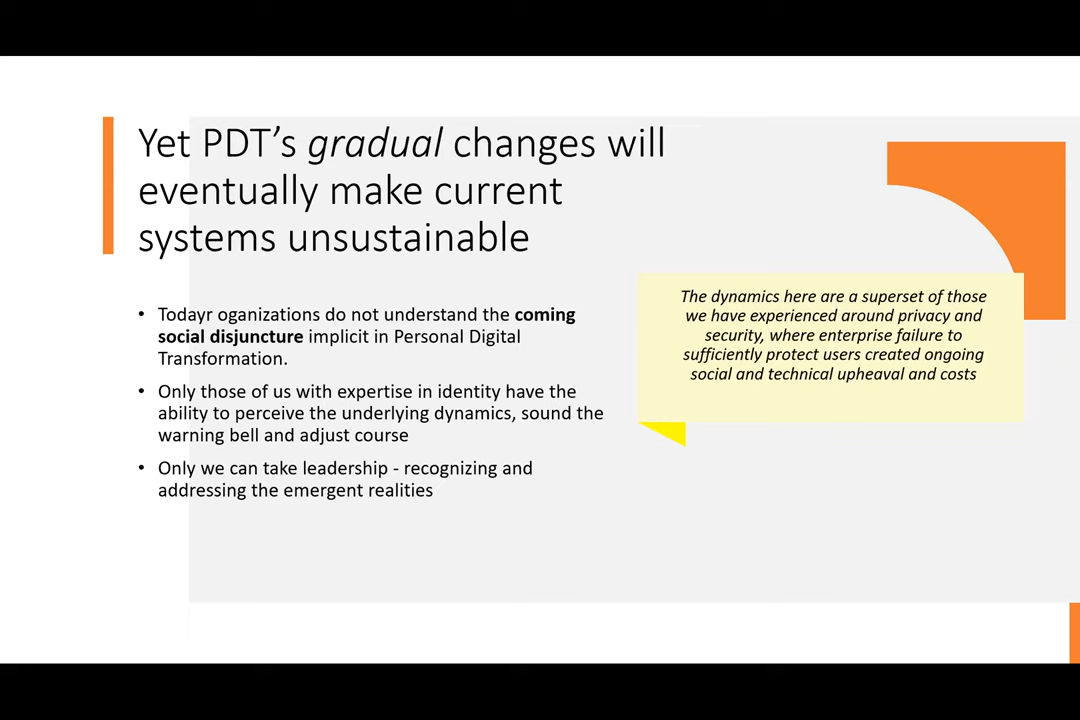 Yet PDT’s gradual changes will
eventually make current
systems unsustainable
• Todayr oganizations do not understand the coming
social disjuncture implicit in Personal Digital
Transformation.
• Only those of us with expertise in identity have the
ability to perceive the underlying dynamics, sound the
warning bell and adjust course
• Only we can take leadership - recognizing and
addressing the emergent realities
The dynamics here are a superset of those
we have experienced around privacy and
security, where enterprise failure to
sufficiently protect users created ongoing
social and technical upheaval and costs